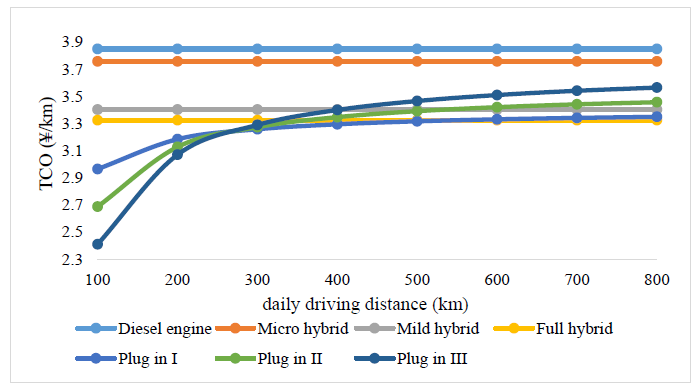 3.9
3.7
3.5
3.3
3.1
2.9
2.7
2.5
2.3
TCO (¥/km)
100 200 300 400 500 600 700 800
daily driving distance (km)
Diesel engine Micro hybrid Mild hybrid Full hybrid
Plug in I Plug in II Plug in III